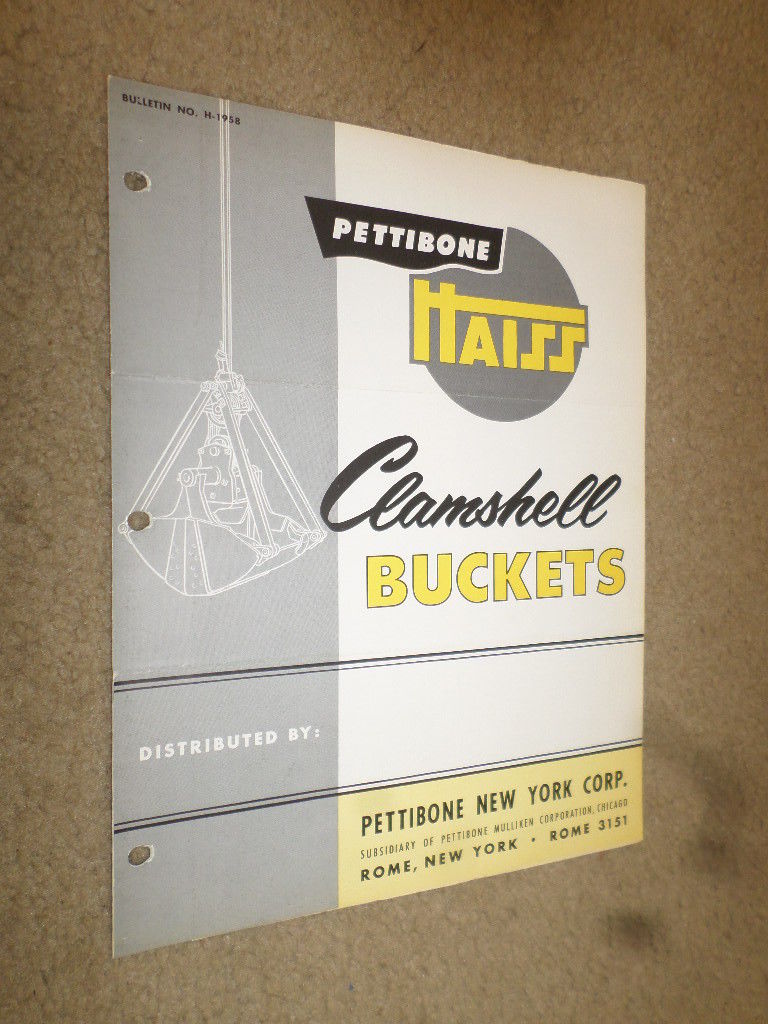 BULLETIN NO. H-1958
PETTIBONE
HAISS
Clamshell
BUCKETS
DISTRIBUTED BY:
PETTIBONE NEW YORK CORP.
SUBSIDIARY OF PETTIBONE MULLIKEN CORPORATION, CHICAGO
ROME, NEW YORK • ROME 3151